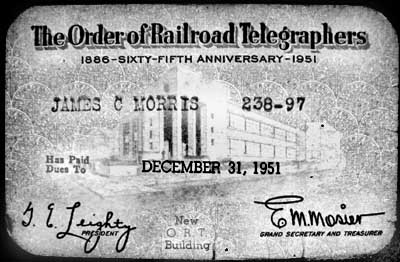 The Order of Railroad Telegraphers
1886-SIXTY-FIFTH ANNIVERSARY-1951
JAMES C MORRIS 238-97
Has Paid
Dues To
DECEMBER 31, 1951
G. E. Leighty
PRESIDENT
New
O. R. T.
Building
E M Mosier
GRAND SECRETARY AND TREASURER